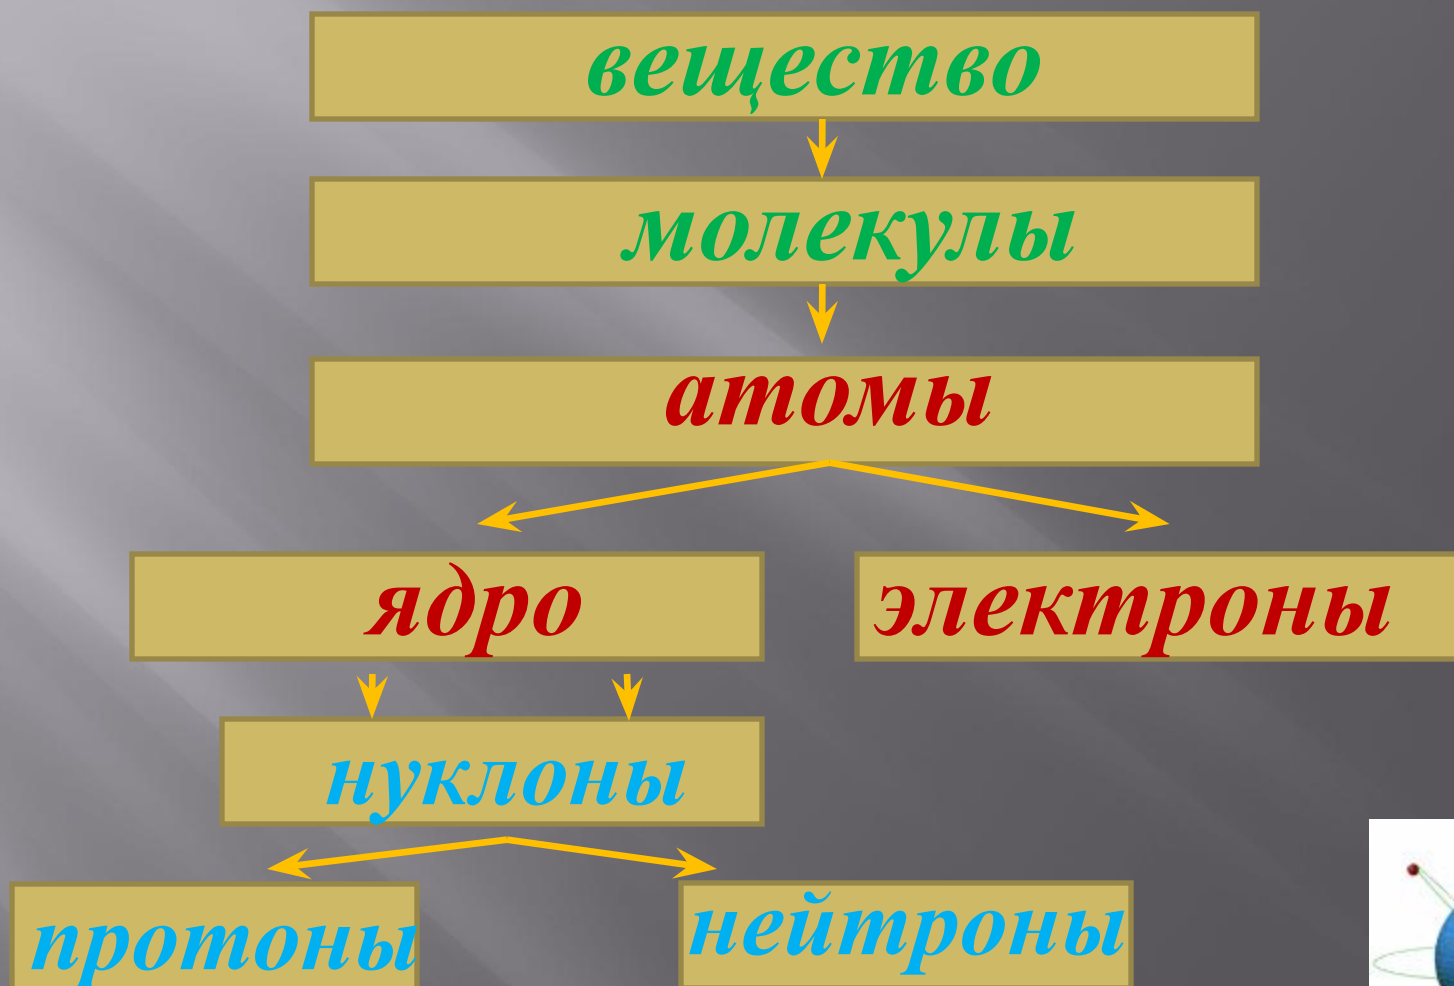 вещество
молекулы
атомы
ядро
электроны
нуклоны
протоны
нейтроны